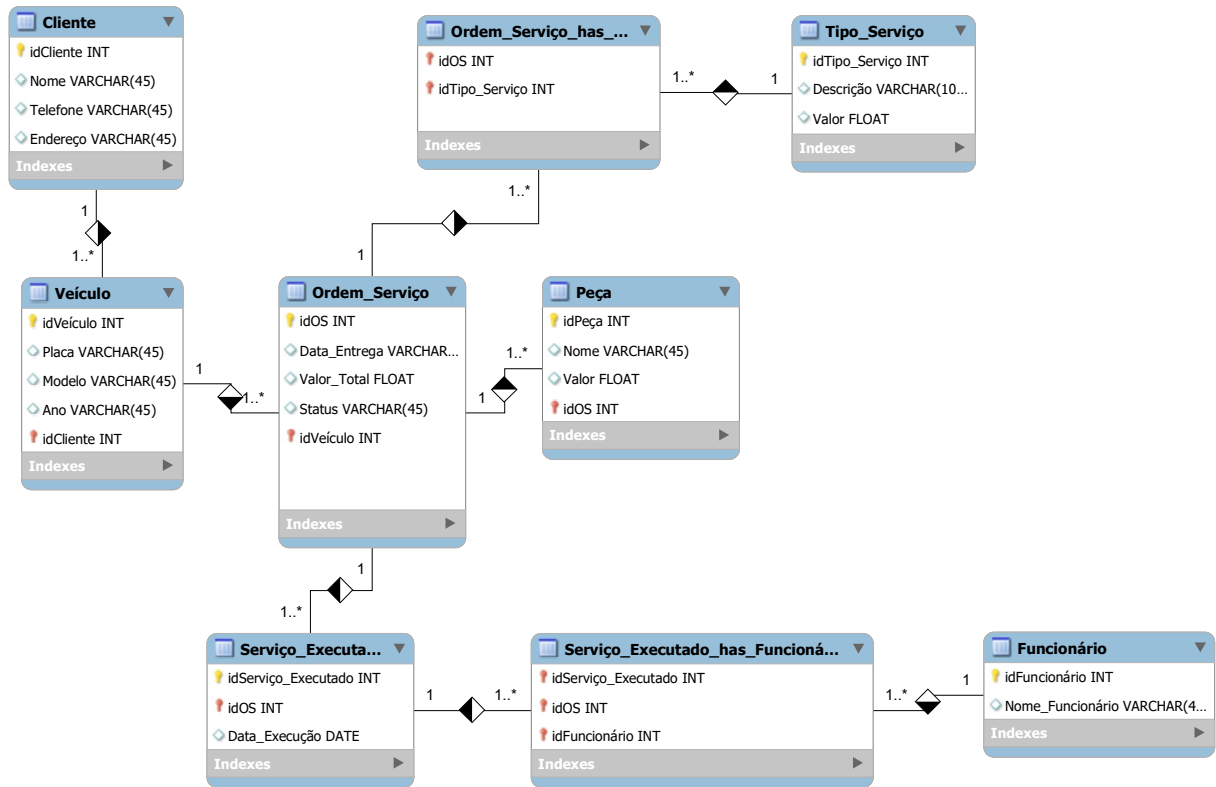 Cliente
idCliente INT
Nome VARCHAR(45)
Telefone VARCHAR(45)
Endereço VARCHAR(45)
Indexes
Ordem_Serviço_has_...
idOS INT
idTipo_Serviço INT
Indexes
1..*
1
Tipo_Serviço
idTipo_Serviço INT
Descrição VARCHAR(10...
Valor FLOAT
Indexes
1
1..*
1..*
1
Veículo
idVeículo INT
Placa VARCHAR(45)
Modelo VARCHAR(45)
Ano VARCHAR(45)
idCliente INT
Indexes
1
1..*
Ordem_Serviço
idOS INT
Data_Entrega VARCHAR...
Valor_Total FLOAT
Status VARCHAR(45)
idVeículo INT
Indexes
1..*
1
Peça
idPeça INT
Nome VARCHAR(45)
Valor FLOAT
idOS INT
Indexes
1
1..*
Serviço_Executa...
idServiço_Executado INT
idOS INT
Data_Execução DATE
Indexes
1
1..*
Serviço_Executado_has_Funcioná...
idServiço_Executado INT
idOS INT
idFuncionário INT
Indexes
1..*
1
Funcionário
idFuncionário INT
Nome_Funcionário VARCHAR(4...
Indexes